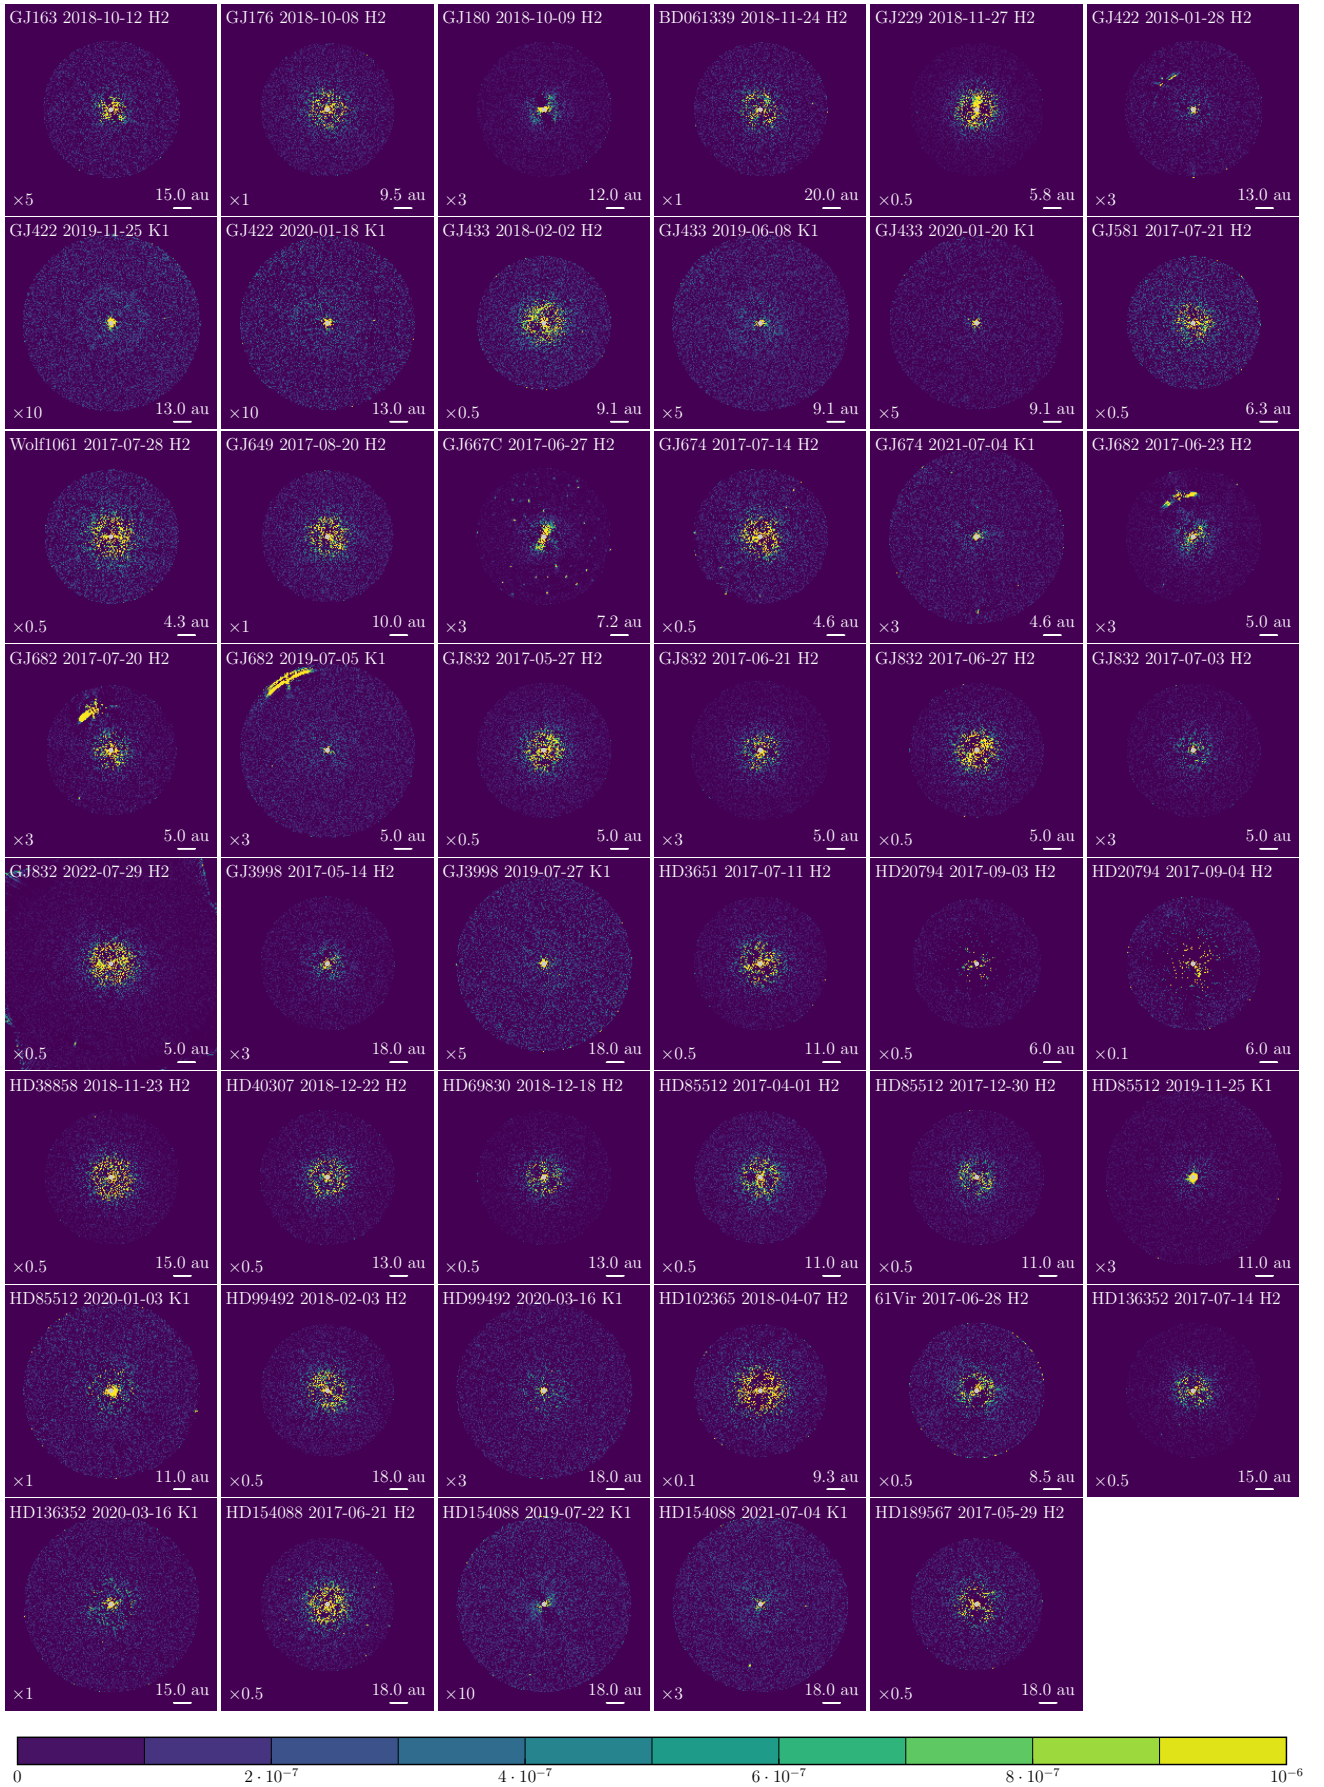 GJ163 2018-10-12 H2
×5
15.0 au
GJ176 2018-10-08 H2
×1
9.5 au
GJ180 2018-10-09 H2
×3
12.0 au
BD061339 2018-11-24 H2
×1
20.0 au
GJ229 2018-11-27 H2
×0.5
5.8 au
GJ422 2018-01-28 H2
×3
13.0 au
GJ422 2019-11-25 K1
×10
13.0 au
GJ422 2020-01-18 K1
×10
13.0 au
GJ433 2018-02-02 H2
×0.5
9.1 au
GJ433 2019-06-08 K1
×5
9.1 au
GJ433 2020-01-20 K1
×5
9.1 au
GJ581 2017-07-21 H2
×0.5
6.3 au
Wolf1061 2017-07-28 H2
×0.5
4.3 au
GJ649 2017-08-20 H2
×1
10.0 au
GJ667C 2017-06-27 H2
×3
7.2 au
GJ674 2017-07-14 H2
×0.5
4.6 au
GJ674 2021-07-04 K1
×3
4.6 au
GJ682 2017-06-23 H2
×3
5.0 au
GJ682 2017-07-20 H2
×3
5.0 au
GJ682 2019-07-05 K1
×3
5.0 au
GJ832 2017-05-27 H2
×0.5
5.0 au
GJ832 2017-06-21 H2
×3
5.0 au
GJ832 2017-06-27 H2
×0.5
5.0 au
GJ832 2017-07-03 H2
×3
5.0 au
GJ832 2022-07-29 H2
×0.5
5.0 au
GJ3998 2017-05-14 H2
×3
18.0 au
GJ3998 2019-07-27 K1
×5
18.0 au
HD3651 2017-07-11 H2
×0.5
11.0 au
HD20794 2017-09-03 H2
×0.5
6.0 au
HD20794 2017-09-04 H2
×0.1
6.0 au
HD38858 2018-11-23 H2
×0.5
15.0 au
HD40307 2018-12-22 H2
×0.5
13.0 au
HD69830 2018-12-18 H2
×0.5
13.0 au
HD85512 2017-04-01 H2
×0.5
11.0 au
HD85512 2017-12-30 H2
×0.5
11.0 au
HD85512 2019-11-25 K1
×3
11.0 au
HD85512 2020-01-03 K1
×1
11.0 au
HD99492 2018-02-03 H2
×0.5
18.0 au
HD99492 2020-03-16 K1
×3
18.0 au
HD102365 2018-04-07 H2
×0.1
9.3 au
61Vir 2017-06-28 H2
×0.5
8.5 au
HD136352 2017-07-14 H2
×0.5
15.0 au
HD136352 2020-03-16 K1
×1
15.0 au
HD154088 2017-06-21 H2
×0.5
18.0 au
HD154088 2019-07-22 K1
×10
18.0 au
HD154088 2021-07-04 K1
×3
18.0 au
HD189567 2017-05-29 H2
×0.5
18.0 au
0
2 · 10⁻⁷
4 · 10⁻⁷
6 · 10⁻⁷
8 · 10⁻⁷
10⁻⁶